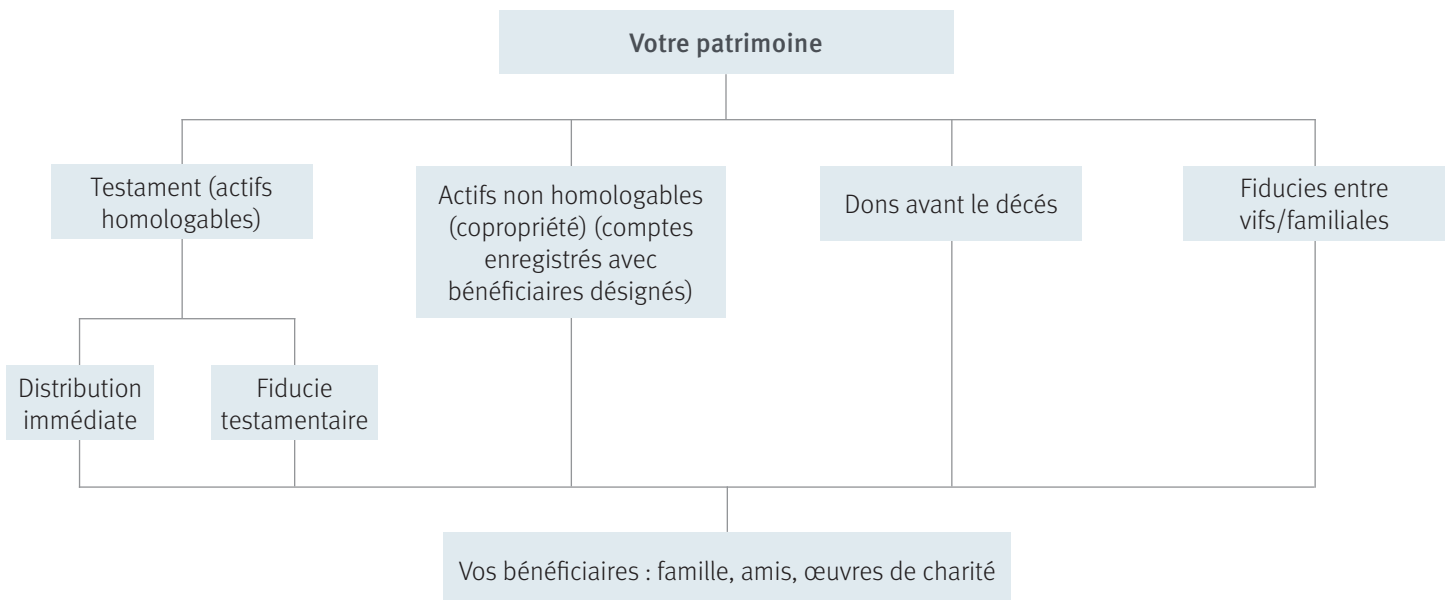 Votre patrimoine
Testament (actifs
homologables)
Actifs non homologables
(copropriété) (comptes
enregistrés avec
bénéficiaires désignés)
Dons avant le décés
Fiducies entre
vifs/familiales
Distribution
immédiate
Fiducie
testamentaire
Vos bénéficiaires : famille, amis, œuvres de charité